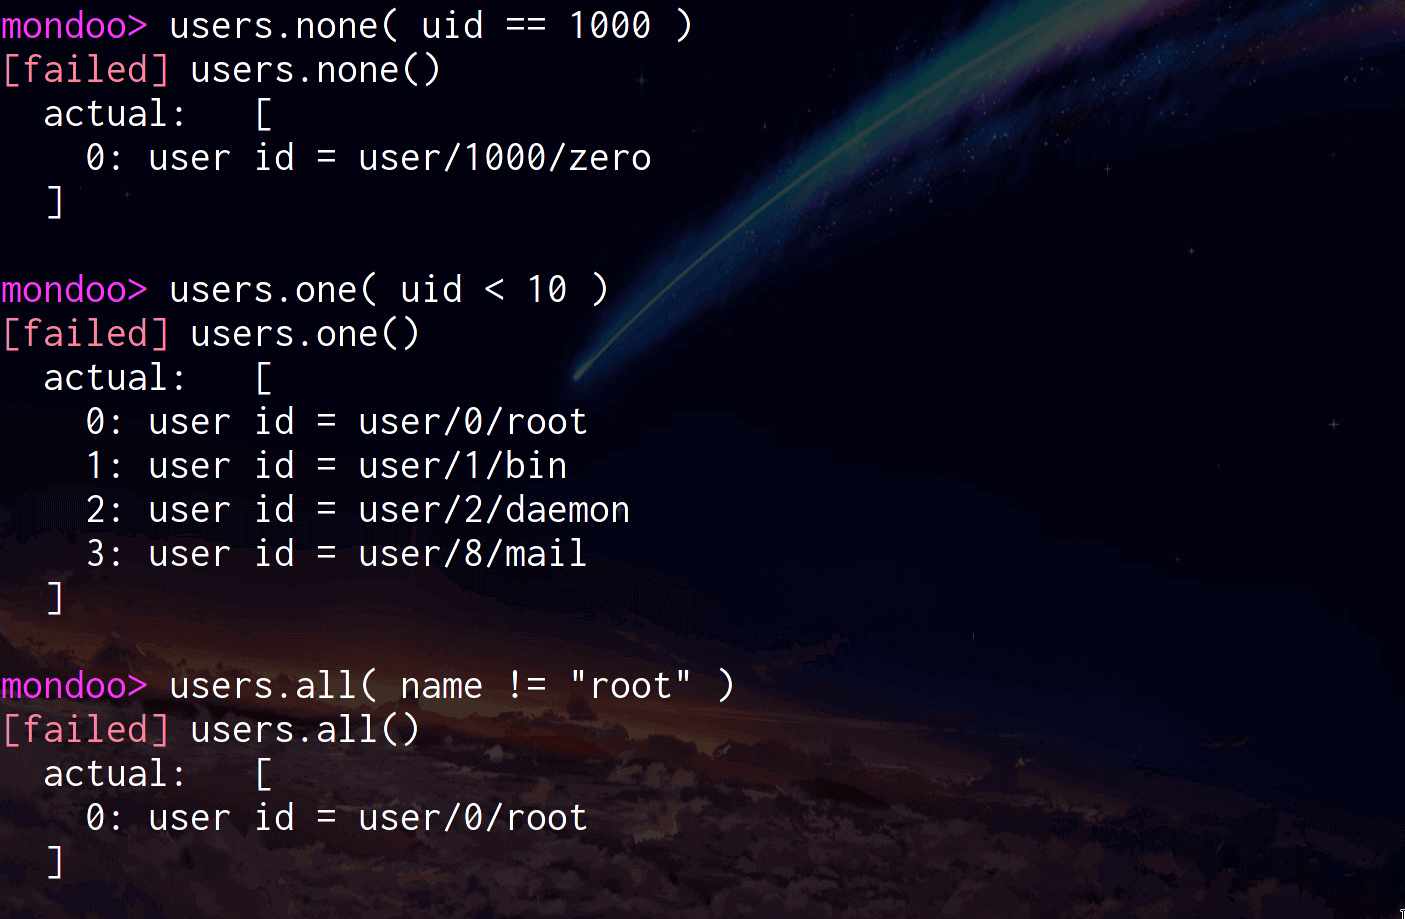 mondoo> users.none( uid == 1000 )
[failed] users.none()
  actual:   [
    0: user id = user/1000/zero
  ]

mondoo> users.one( uid < 10 )
[failed] users.one()
  actual:   [
    0: user id = user/0/root
    1: user id = user/1/bin
    2: user id = user/2/daemon
    3: user id = user/8/mail
  ]

mondoo> users.all( name != "root" )
[failed] users.all()
  actual:   [
    0: user id = user/0/root
  ]